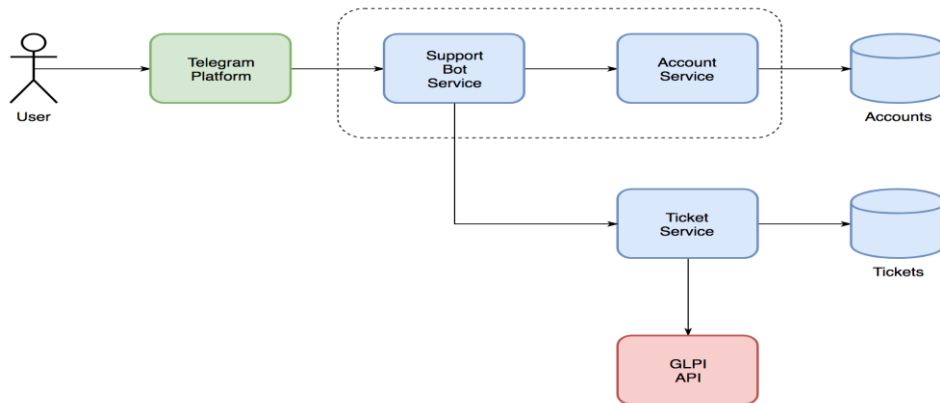 Telegram
Platform
Support
Bot
Service
Account
Service
User
Accounts
Ticket
Service
Tickets
GLPI
API